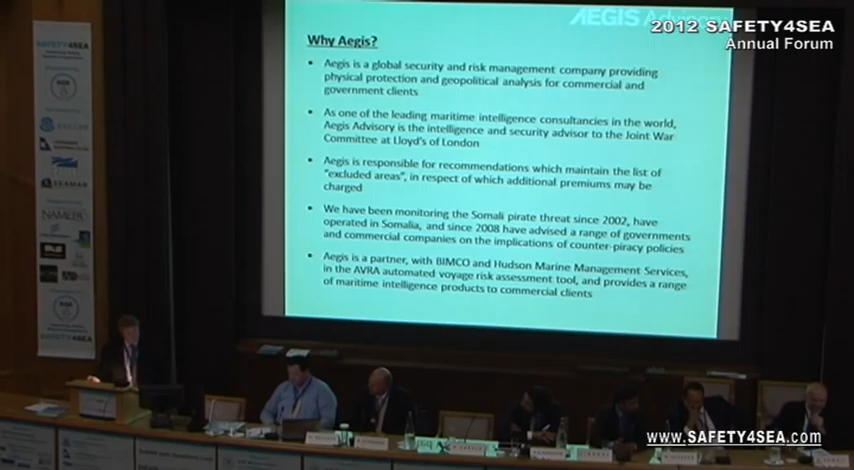 AEGIS Advisory
2012 SAFETY4SEA
Annual Forum
Why Aegis?
• Aegis is a global security and risk management company providing
physical protection and geopolitical analysis for commercial and
government clients
• As one of the leading maritime intelligence consultancies in the world,
Aegis Advisory is the intelligence and security advisor to the Joint War
Committee at Lloyd's of London
• Aegis is responsible for recommendations which maintain the list of
"excluded areas", in respect of which additional premiums may be
charged
• We have been monitoring the Somali pirate threat since 2002, have
operated in Somalia, and since 2008 have advised a range of governments
and commercial companies on the implications of counter-piracy policies
• Aegis is a partner, with BIMCO and Hudson Marine Management Services,
in the AVRA automated voyage risk assessment tool, and provides a range
of maritime intelligence products to commercial clients
SAFETY4SEA
SEAMAR
SAFETY4SEA
www.SAFETY4SEA.com